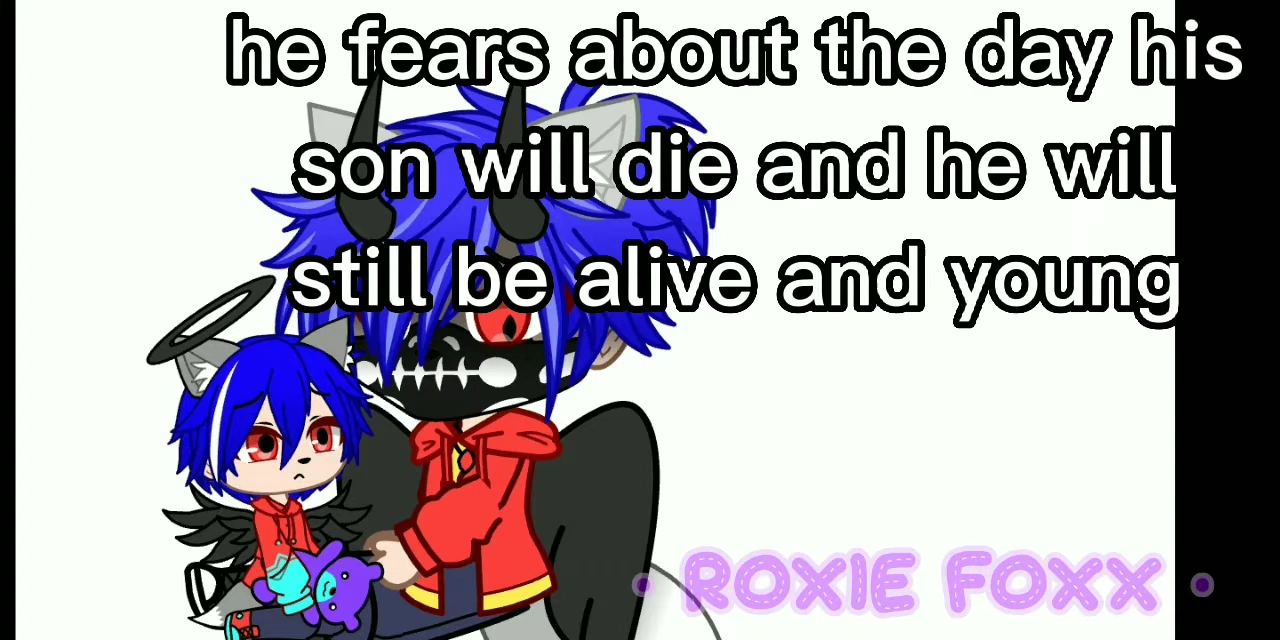 he fears about the day his
son will die and he will
still be alive and young
• ROXIE FOXX •